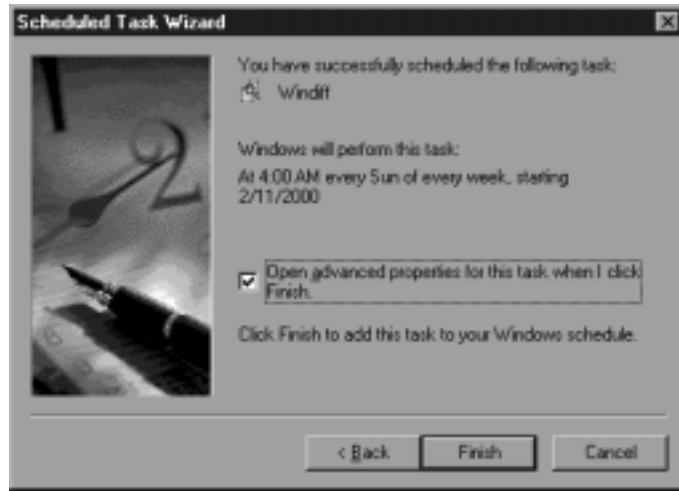 Scheduled Task Wizard
You have successfully scheduled the following task:
Windiff
Windows will perform this task:
At 4:00 AM every Sun of every week, starting
2/11/2000
Open advanced properties for this task when I click
Finish.
Click Finish to add this task to your Windows schedule.
< Back Finish Cancel